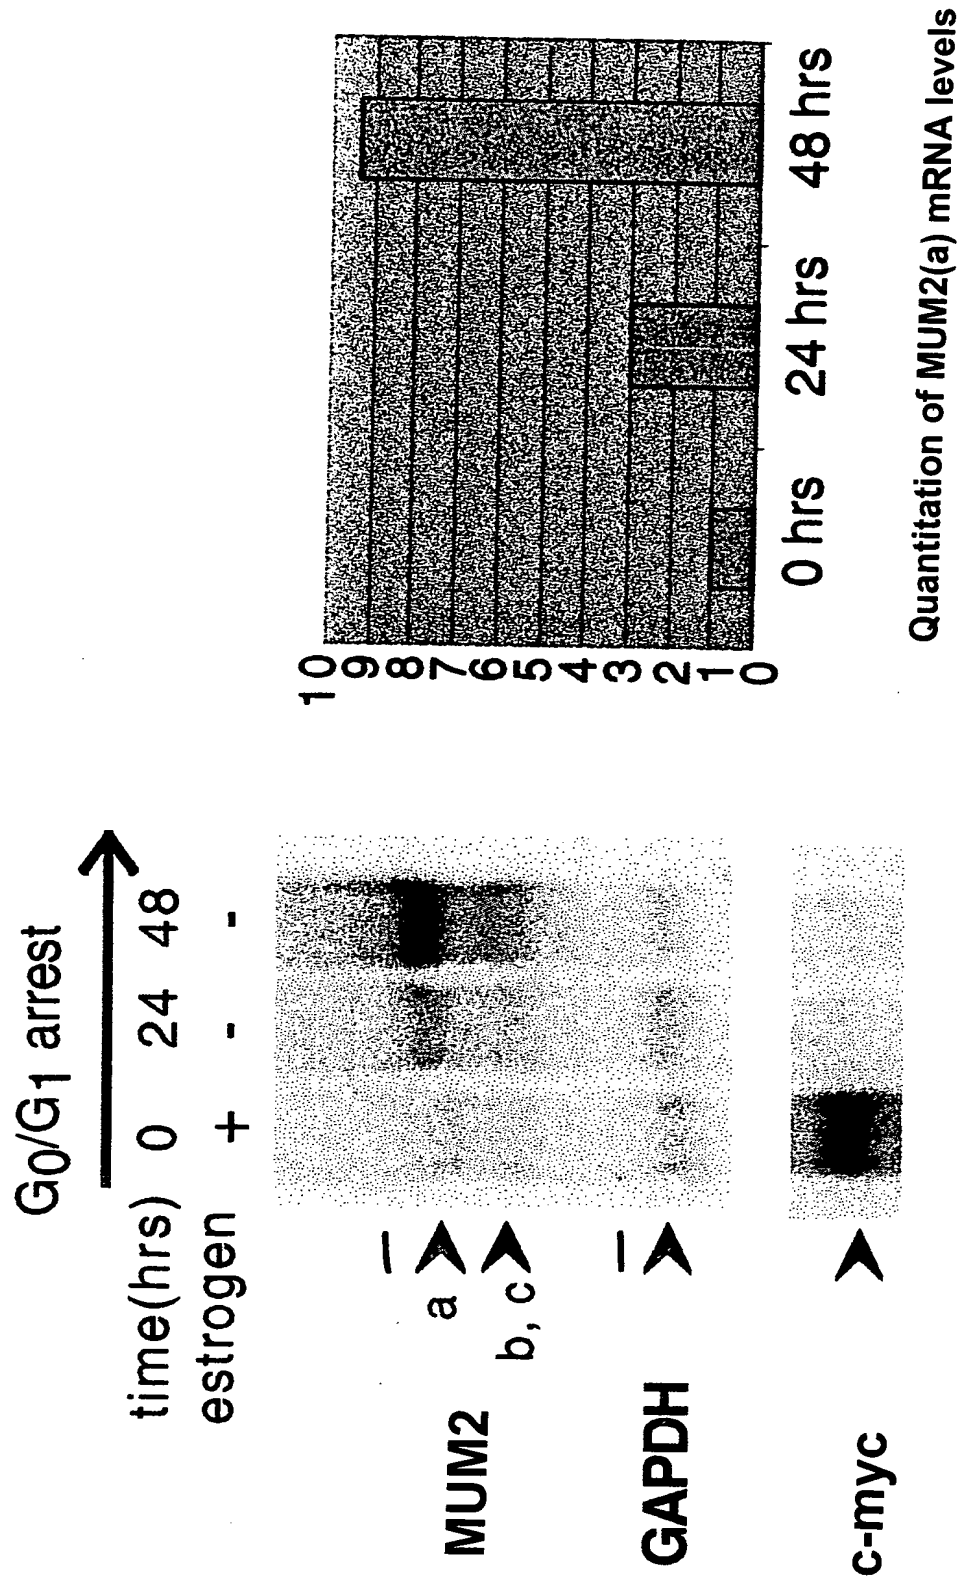 G0/G1 arrest
time(hrs) 0 24 48
estrogen + - -
MUM2
a
b, c
GAPDH
c-myc
10
9
8
7
6
5
4
3
2
1
0
0 hrs 24 hrs 48 hrs
Quantitation of MUM2(a) mRNA levels